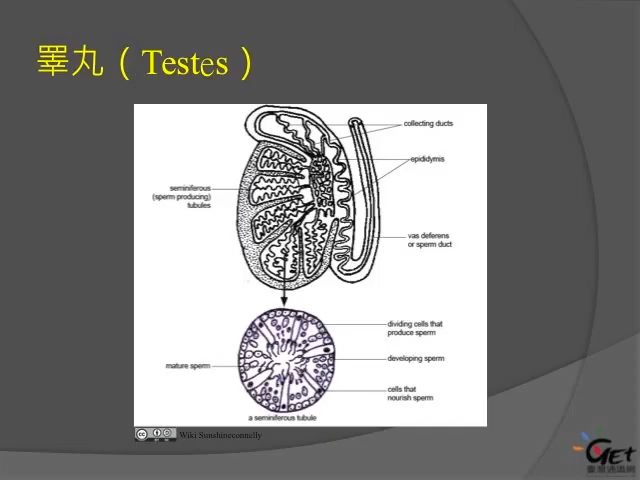 睪丸（Testes）
collecting ducts
epididymis
seminiferous
(sperm producing)
tubules
vas deferens
or sperm duct
dividing cells that
produce sperm
developing sperm
mature sperm
cells that
nourish sperm
a seminiferous tubule
Wiki Sunshineconnelly
GET